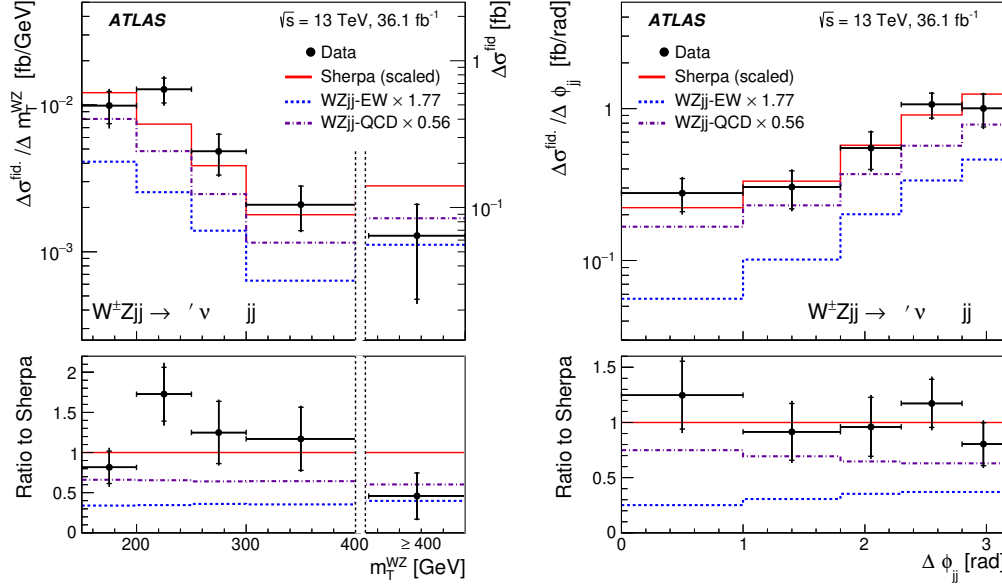 ATLAS
√s = 13 TeV, 36.1 fb⁻¹
Data
Sherpa (scaled)
WZjj-EW × 1.77
WZjj-QCD × 0.56
Δσ^fid. / Δ m_T^WZ [fb/GeV]
Δσ^fid [fb]
10⁻²
10⁻³
1
10⁻¹
W±Zjj → ′ ν jj
Ratio to Sherpa
2
1.5
1
0.5
0
200
300
400
≥ 400
m_T^WZ [GeV]
ATLAS
√s = 13 TeV, 36.1 fb⁻¹
Data
Sherpa (scaled)
WZjj-EW × 1.77
WZjj-QCD × 0.56
Δσ^fid. / Δ ϕ_jj [fb/rad]
1
10⁻¹
W±Zjj → ′ ν jj
Ratio to Sherpa
1.5
1
0.5
0
0
1
2
3
Δ ϕ_jj [rad]